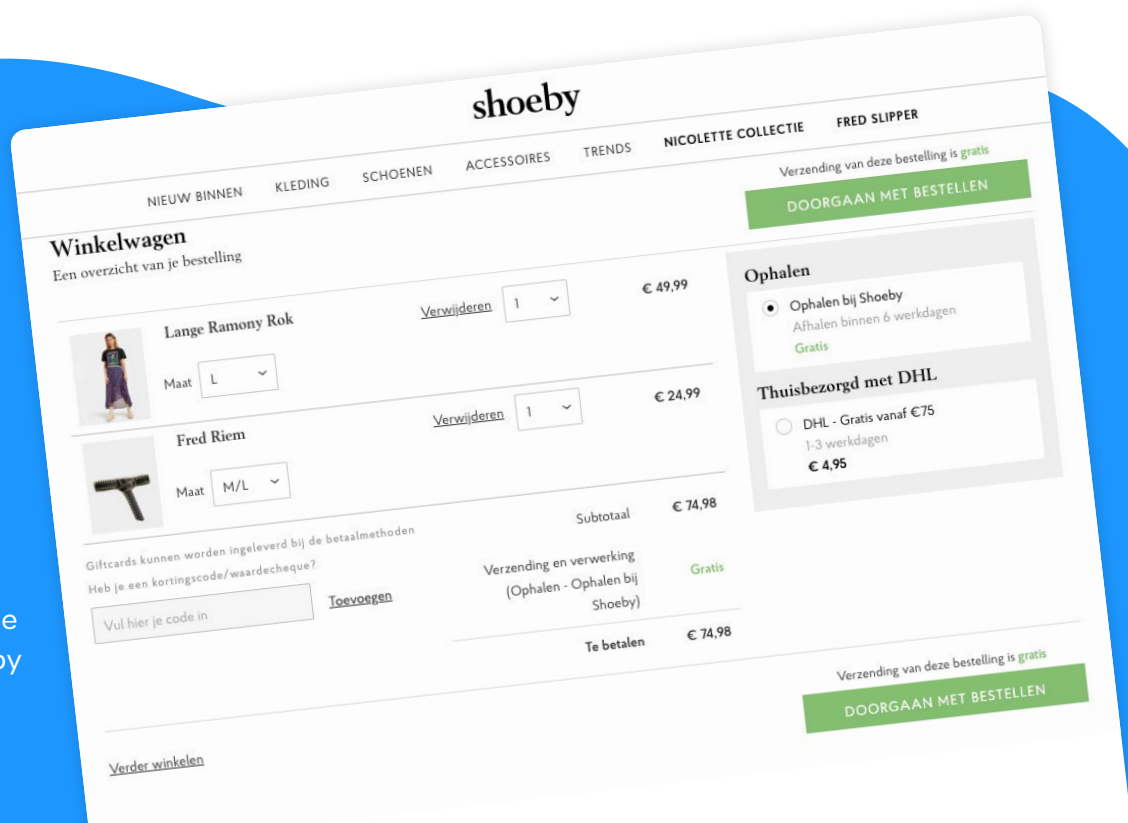 shoeby
NIEUW BINNEN KLEDING SCHOENEN ACCESSOIRES TRENDS NICOLETTE COLLECTIE FRED SLIPPER
Verzending van deze bestelling is gratis
DOORGAAN MET BESTELLEN
Winkelwagen
Een overzicht van je bestelling
Lange Ramony Rok
Verwijderen 1 € 49,99
Maat L
Fred Riem
Verwijderen 1 € 24,99
Maat M/L
Giftcards kunnen worden ingeleverd bij de betaalmethoden
Heb je een kortingscode/waardecheque?
Vul hier je code in Toevoegen
Subtotaal € 74,98
Verzending en verwerking
(Ophalen - Ophalen bij
Shoeby)
Gratis
Te betalen € 74,98
Ophalen
Ophalen bij Shoeby
Afhalen binnen 6 werkdagen
Gratis
Thuisbezorgd met DHL
DHL - Gratis vanaf €75
1-3 werkdagen
€ 4,95
Verzending van deze bestelling is gratis
DOORGAAN MET BESTELLEN
Verder winkelen